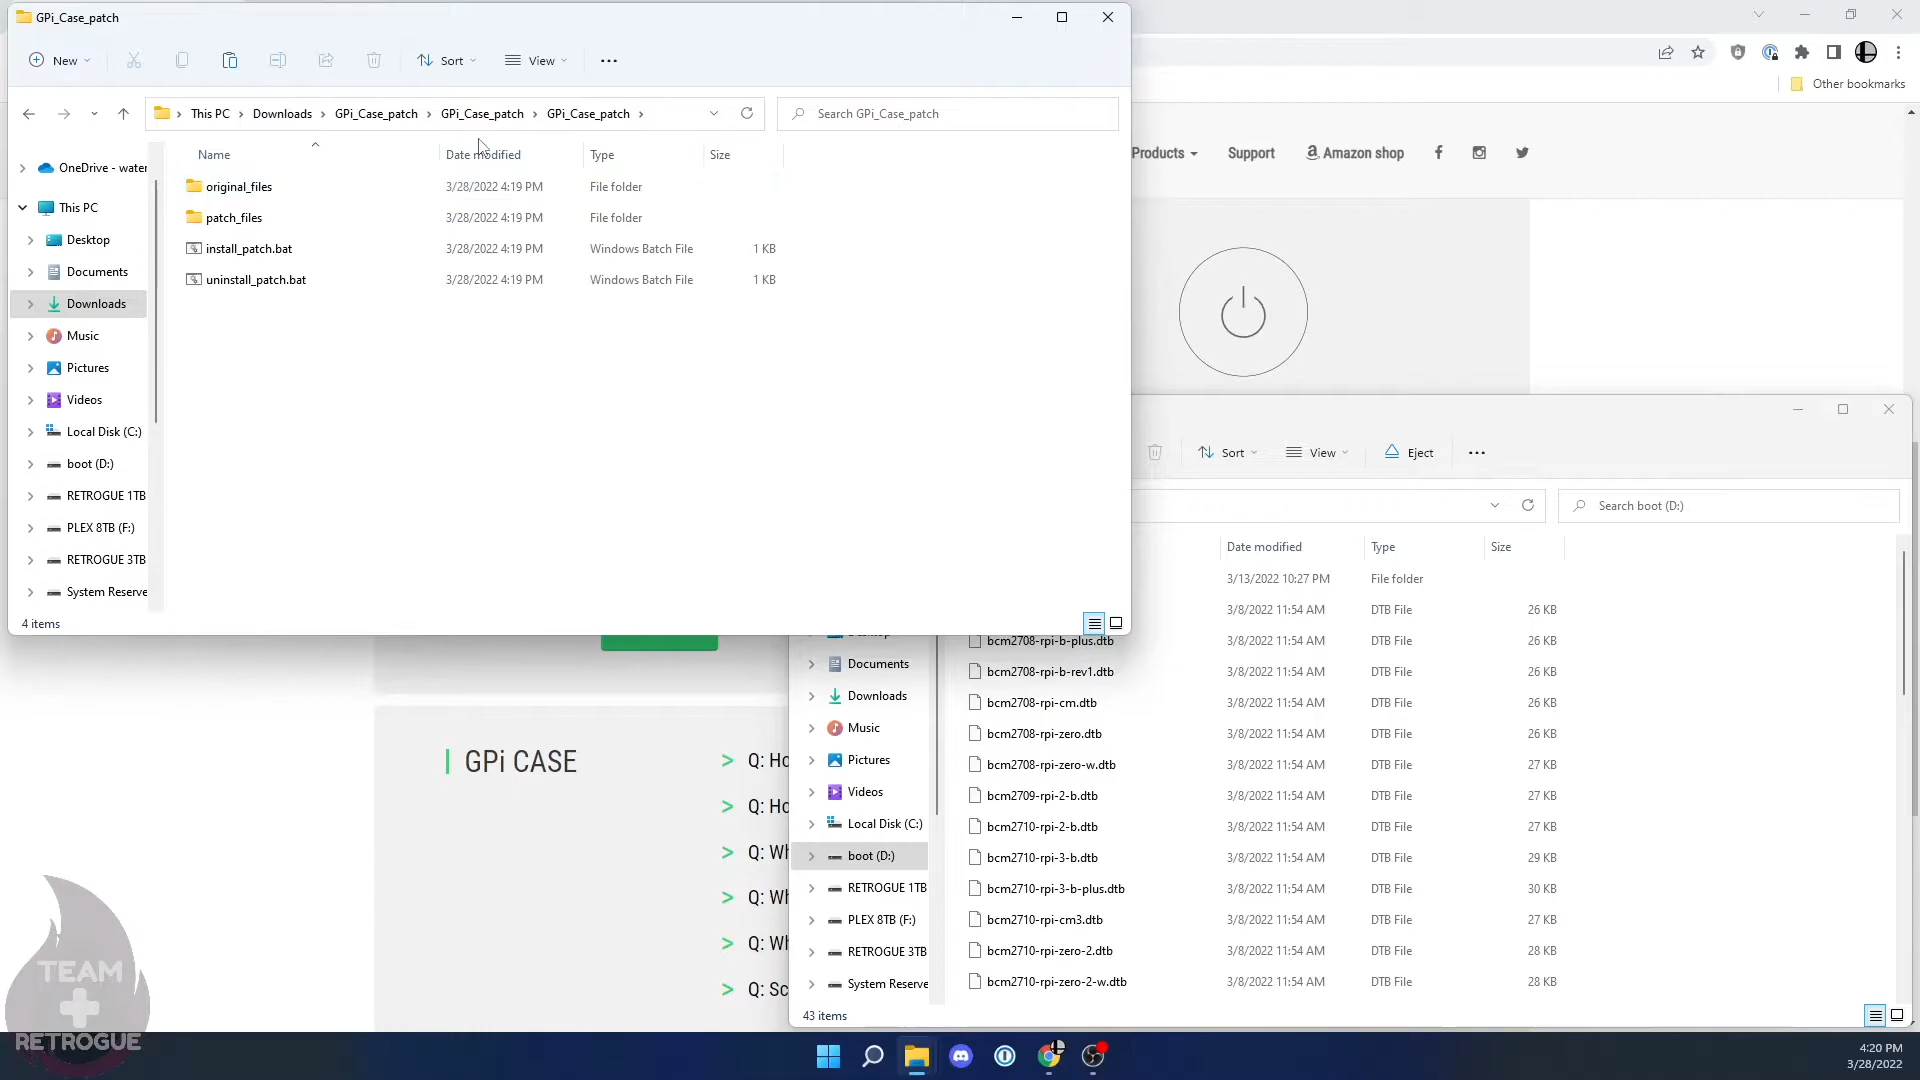 GPi_Case_patch
New
Sort
View
This PC
Downloads
GPi_Case_patch
GPi_Case_patch
GPi_Case_patch
Search GPi_Case_patch
Name
Date modified
Type
Size
original_files 3/28/2022 4:19 PM File folder
patch_files 3/28/2022 4:19 PM File folder
install_patch.bat 3/28/2022 4:19 PM Windows Batch File 1 KB
uninstall_patch.bat 3/28/2022 4:19 PM Windows Batch File 1 KB
OneDrive - water
This PC
Desktop
Documents
Downloads
Music
Pictures
Videos
Local Disk (C:)
boot (D:)
RETROGUE 1TB
PLEX 8TB (F:)
RETROGUE 3TB
System Reserve
4 items
Other bookmarks
Products
Support
Amazon shop
Sort
View
Eject
Search boot (D:)
Date modified
Type
Size
3/13/2022 10:27 PM File folder
3/8/2022 11:54 AM DTB File 26 KB
bcm2708-rpi-b-plus.dtb 3/8/2022 11:54 AM DTB File 26 KB
bcm2708-rpi-b-rev1.dtb 3/8/2022 11:54 AM DTB File 26 KB
bcm2708-rpi-cm.dtb 3/8/2022 11:54 AM DTB File 26 KB
bcm2708-rpi-zero.dtb 3/8/2022 11:54 AM DTB File 26 KB
bcm2708-rpi-zero-w.dtb 3/8/2022 11:54 AM DTB File 27 KB
bcm2709-rpi-2-b.dtb 3/8/2022 11:54 AM DTB File 27 KB
bcm2710-rpi-2-b.dtb 3/8/2022 11:54 AM DTB File 27 KB
bcm2710-rpi-3-b.dtb 3/8/2022 11:54 AM DTB File 29 KB
bcm2710-rpi-3-b-plus.dtb 3/8/2022 11:54 AM DTB File 30 KB
bcm2710-rpi-cm3.dtb 3/8/2022 11:54 AM DTB File 27 KB
bcm2710-rpi-zero-2.dtb 3/8/2022 11:54 AM DTB File 28 KB
bcm2710-rpi-zero-2-w.dtb 3/8/2022 11:54 AM DTB File 28 KB
Documents
Downloads
Music
Pictures
Videos
Local Disk (C:)
boot (D:)
RETROGUE 1TB
PLEX 8TB (F:)
RETROGUE 3TB
System Reserve
43 items
GPi CASE
> Q: Ho
> Q: Ho
> Q: Wh
> Q: Wh
> Q: Wh
> Q: Sc
TEAM
RETROGUE
4:20 PM
3/28/2022